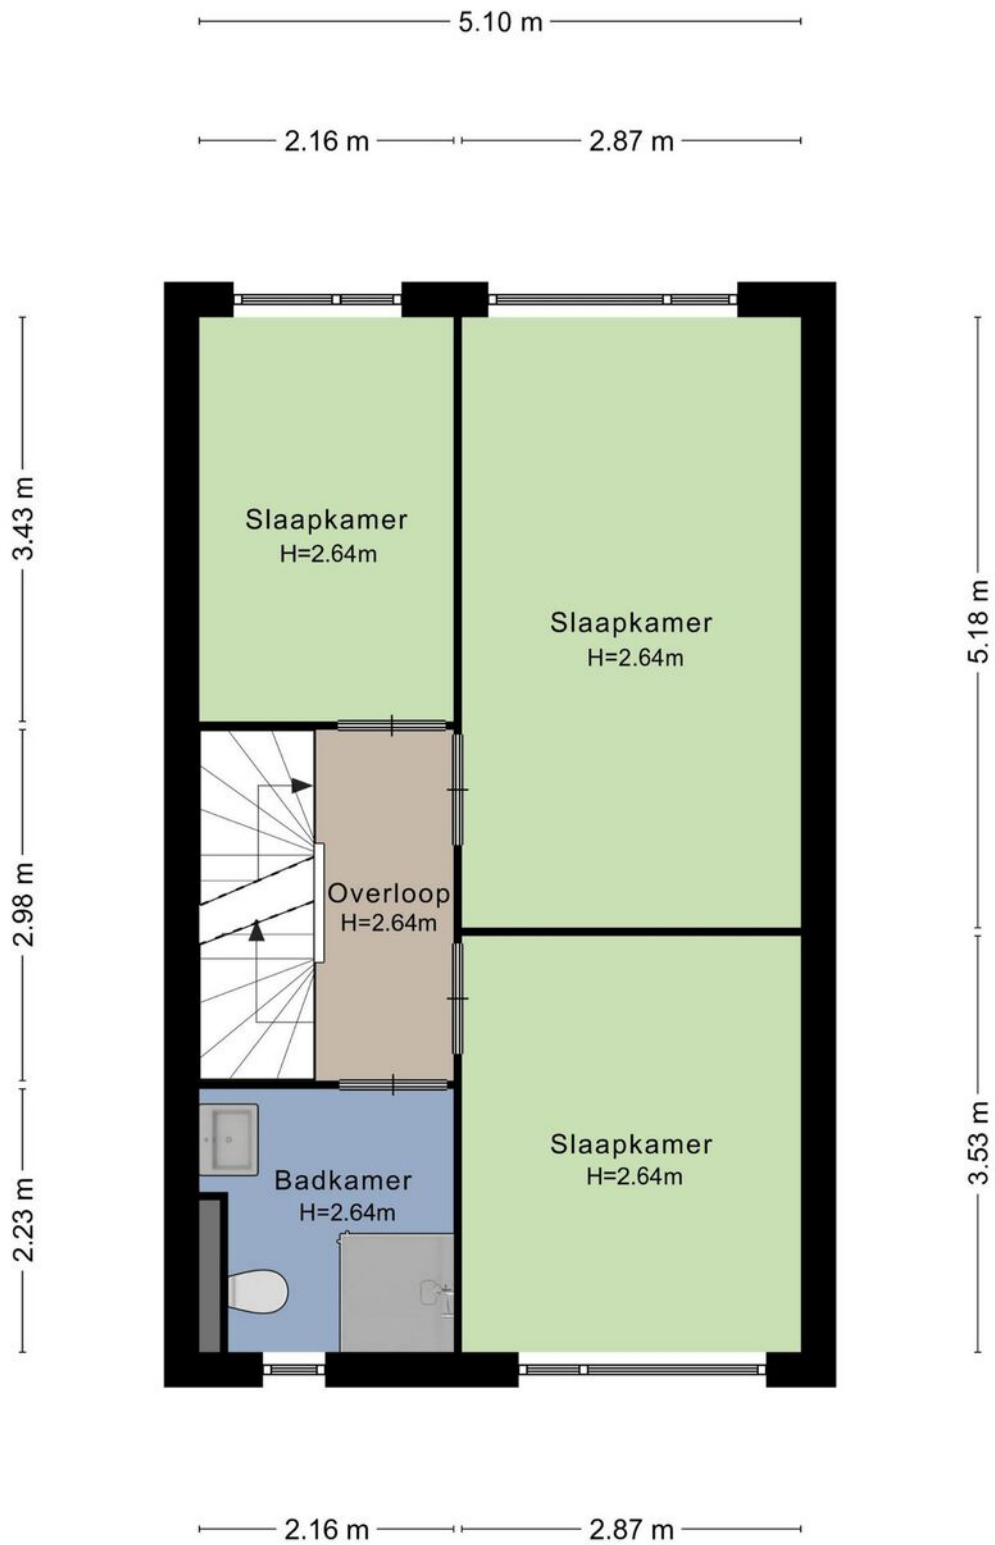 5.10 m
2.16 m
2.87 m
3.43 m
5.18 m
Slaapkamer
H=2.64m
Slaapkamer
H=2.64m
2.98 m
Overloop
H=2.64m
3.53 m
Slaapkamer
H=2.64m
2.23 m
Badkamer
H=2.64m
2.16 m
2.87 m